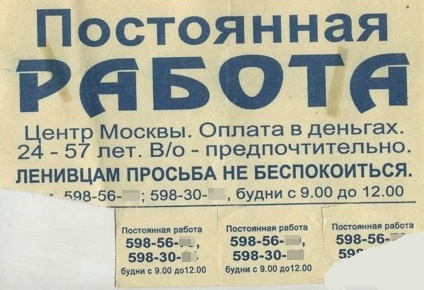 Постоянная
РАБОТА
Центр Москвы. Оплата в деньгах.
24 - 57 лет. В/о - предпочтительно.
ЛЕНИВЦАМ ПРОСЬБА НЕ БЕСПОКОИТЬСЯ.
598-56- ; 598-30- , будни с 9.00 до 12.00
Постоянная работа
598-56- ,
598-30-
будни с 9.00 до12.00
Постоянная работа
598-56- ,
598-30-
будни с 9.00 до12.00
Постоянная работа
598-56-